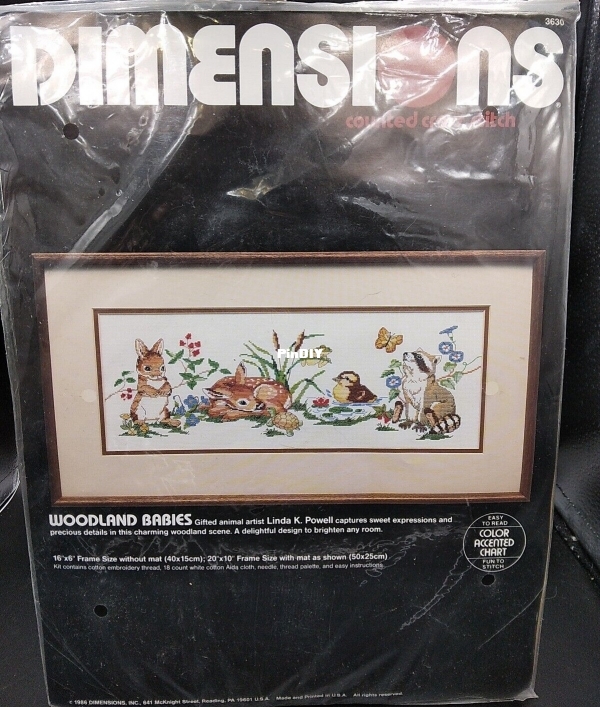 3630
DIMENSIONS
counted cross stitch
PinDIY
WOODLAND BABIES Gifted animal artist Linda K. Powell captures sweet expressions and
precious details in this charming woodland scene. A delightful design to brighten any room.
16"x6" Frame Size without mat (40x15cm); 20"x10" Frame Size with mat as shown (50x25cm)
Kit contains cotton embroidery thread, 18 count white cotton Aida cloth, needle, thread palette, and easy instructions.
EASY
TO READ
COLOR
ACCENTED
CHART
FUN TO
STITCH
© 1986 DIMENSIONS, INC., 641 McKnight Street, Reading, PA 19601 U.S.A. Made and Printed in U.S.A. All rights reserved.